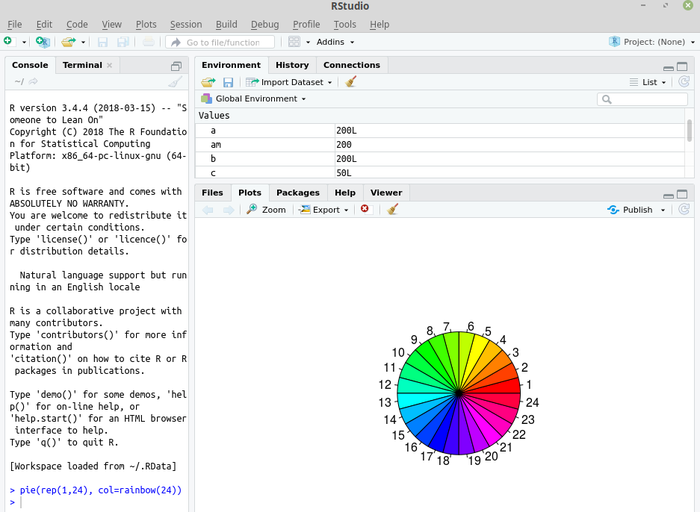 RStudio
File Edit Code View Plots Session Build Debug Profile Tools Help
Go to file/function
Addins
Project: (None)
Console Terminal
~/
R version 3.4.4 (2018-03-15) -- "S
omeone to Lean On"
Copyright (C) 2018 The R Foundatio
n for Statistical Computing
Platform: x86_64-pc-linux-gnu (64-
bit)
R is free software and comes with
ABSOLUTELY NO WARRANTY.
You are welcome to redistribute it
under certain conditions.
Type 'license()' or 'licence()' fo
r distribution details.
Natural language support but run
ning in an English locale
R is a collaborative project with
many contributors.
Type 'contributors()' for more inf
ormation and
'citation()' on how to cite R or R
packages in publications.
Type 'demo()' for some demos, 'hel
p()' for on-line help, or
'help.start()' for an HTML browser
interface to help.
Type 'q()' to quit R.
[Workspace loaded from ~/.RData]
> pie(rep(1,24), col=rainbow(24))
>
Environment History Connections
Import Dataset List
Global Environment
Values
a 200L
am 200
b 200L
c 50L
Files Plots Packages Help Viewer
Zoom Export Publish
1
2
3
4
5
6
7
8
9
10
11
12
13
14
15
16
17
18
19
20
21
22
23
24